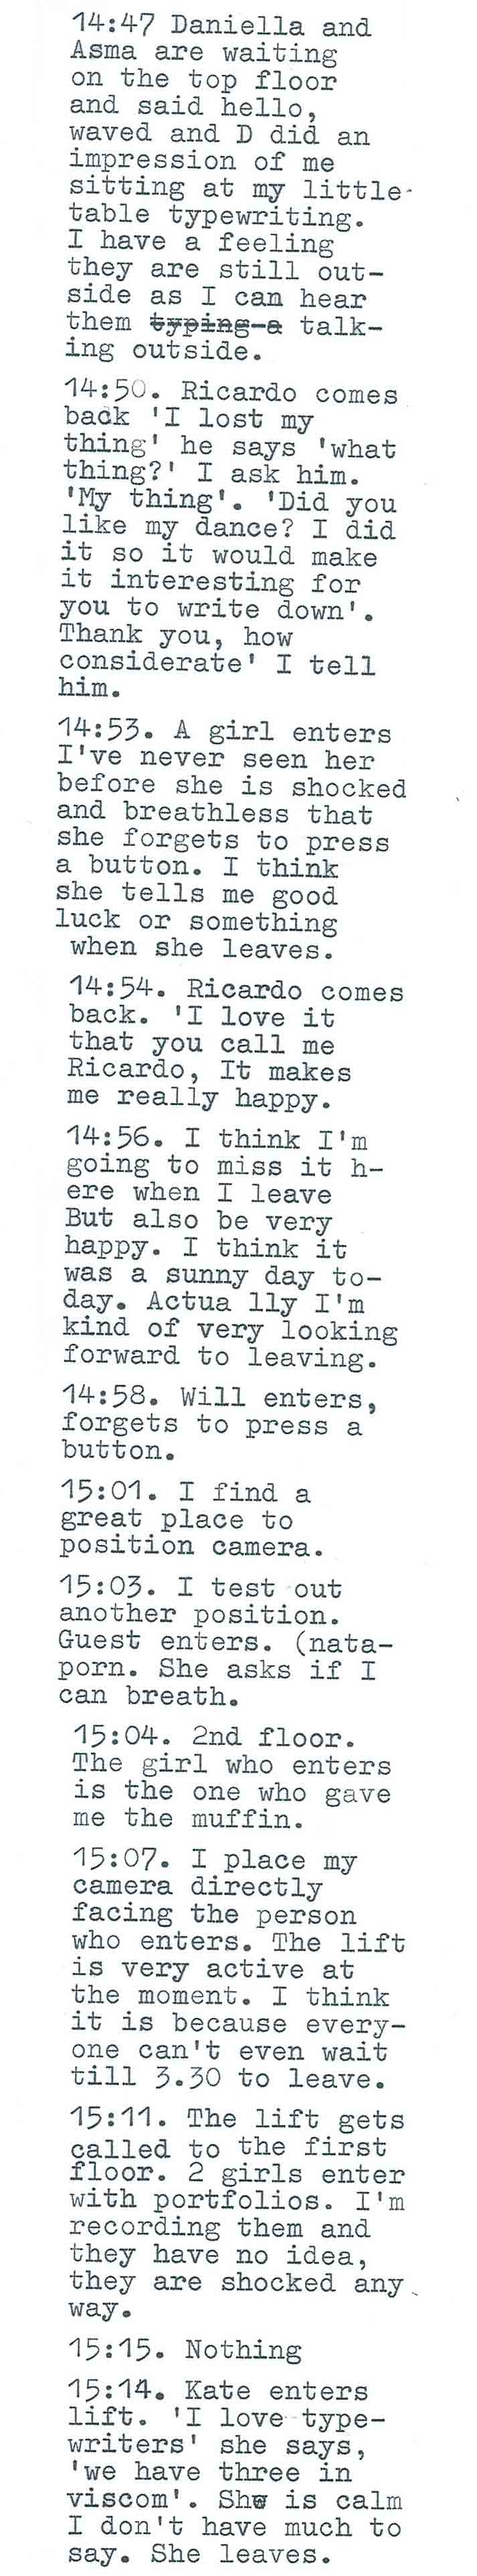 14:47 Daniella and
Asma are waiting
on the top floor
and said hello,
waved and D did an
impression of me
sitting at my little
table typewriting.
I have a feeling
they are still out-
side as I can hear
them typing a talk-
ing outside.
14:50. Ricardo comes
back 'I lost my
thing' he says 'what
thing?' I ask him.
'My thing'. 'Did you
like my dance? I did
it so it would make
it interesting for
you to write down'.
Thank you, how
considerate' I tell
him.
14:53. A girl enters
I've never seen her
before she is shocked
and breathless that
she forgets to press
a button. I think
she tells me good
luck or something
when she leaves.
14:54. Ricardo comes
back. 'I love it
that you call me
Ricardo, It makes
me really happy.
14:56. I think I'm
going to miss it h-
ere when I leave
But also be very
happy. I think it
was a sunny day to-
day. Actua lly I'm
kind of very looking
forward to leaving.
14:58. Will enters,
forgets to press a
button.
15:01. I find a
great place to
position camera.
15:03. I test out
another position.
Guest enters. (nata-
porn. She asks if I
can breath.
15:04. 2nd floor.
The girl who enters
is the one who gave
me the muffin.
15:07. I place my
camera directly
facing the person
who enters. The lift
is very active at
the moment. I think
it is because every-
one can't even wait
till 3.30 to leave.
15:11. The lift gets
called to the first
floor. 2 girls enter
with portfolios. I'm
recording them and
they have no idea,
they are shocked any
way.
15:15. Nothing
15:14. Kate enters
lift. 'I love type-
writers' she says,
'we have three in
viscom'. She is calm
I don't have much to
say. She leaves.